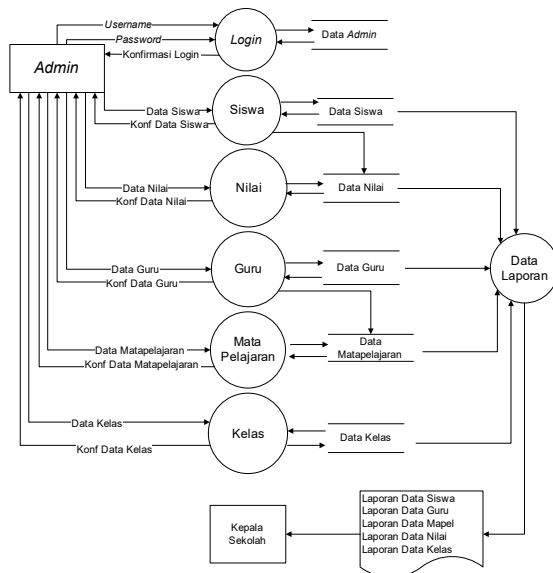 Username
Password
Konfirmasi Login
Login
Data Admin
Admin
Data Siswa
Konf Data Siswa
Siswa
Data Siswa
Data Nilai
Konf Data Nilai
Nilai
Data Nilai
Data Guru
Konf Data Guru
Guru
Data Guru
Data
Laporan
Data Matapelajaran
Konf Data Matapelajaran
Mata
Pelajaran
Data
Matapelajaran
Data Kelas
Konf Data Kelas
Kelas
Data Kelas
Kepala
Sekolah
Laporan Data Siswa
Laporan Data Guru
Laporan Data Mapel
Laporan Data Nilai
Laporan Data Kelas